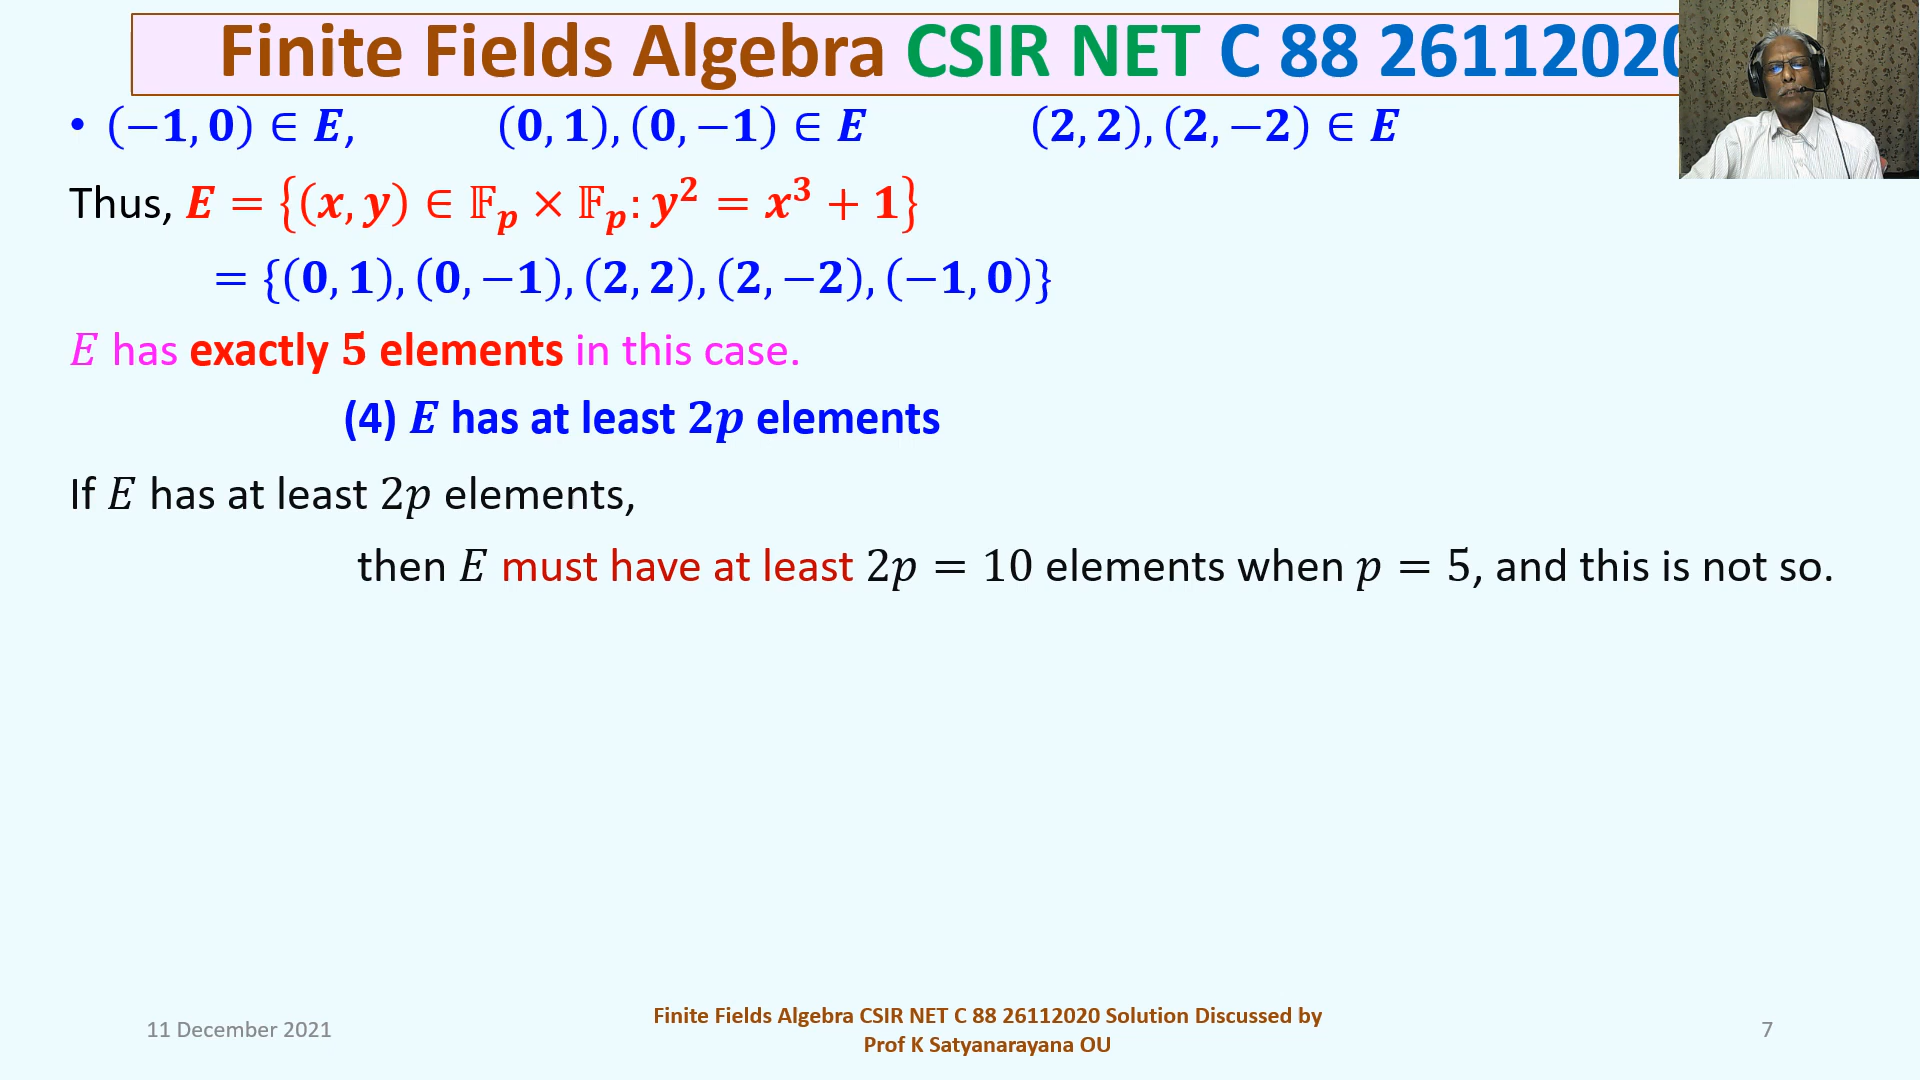 Finite Fields Algebra CSIR NET C 88 26112020
• (−1, 0) ∈ E, (0, 1), (0, −1) ∈ E (2, 2), (2, −2) ∈ E
Thus, E = {(x, y) ∈ 𝔽ₚ × 𝔽ₚ: y² = x³ + 1}
= {(0, 1), (0, −1), (2, 2), (2, −2), (−1, 0)}
E has exactly 5 elements in this case.
(4) E has at least 2p elements
If E has at least 2p elements,
then E must have at least 2p = 10 elements when p = 5, and this is not so.
11 December 2021
Finite Fields Algebra CSIR NET C 88 26112020 Solution Discussed by
Prof K Satyanarayana OU
7